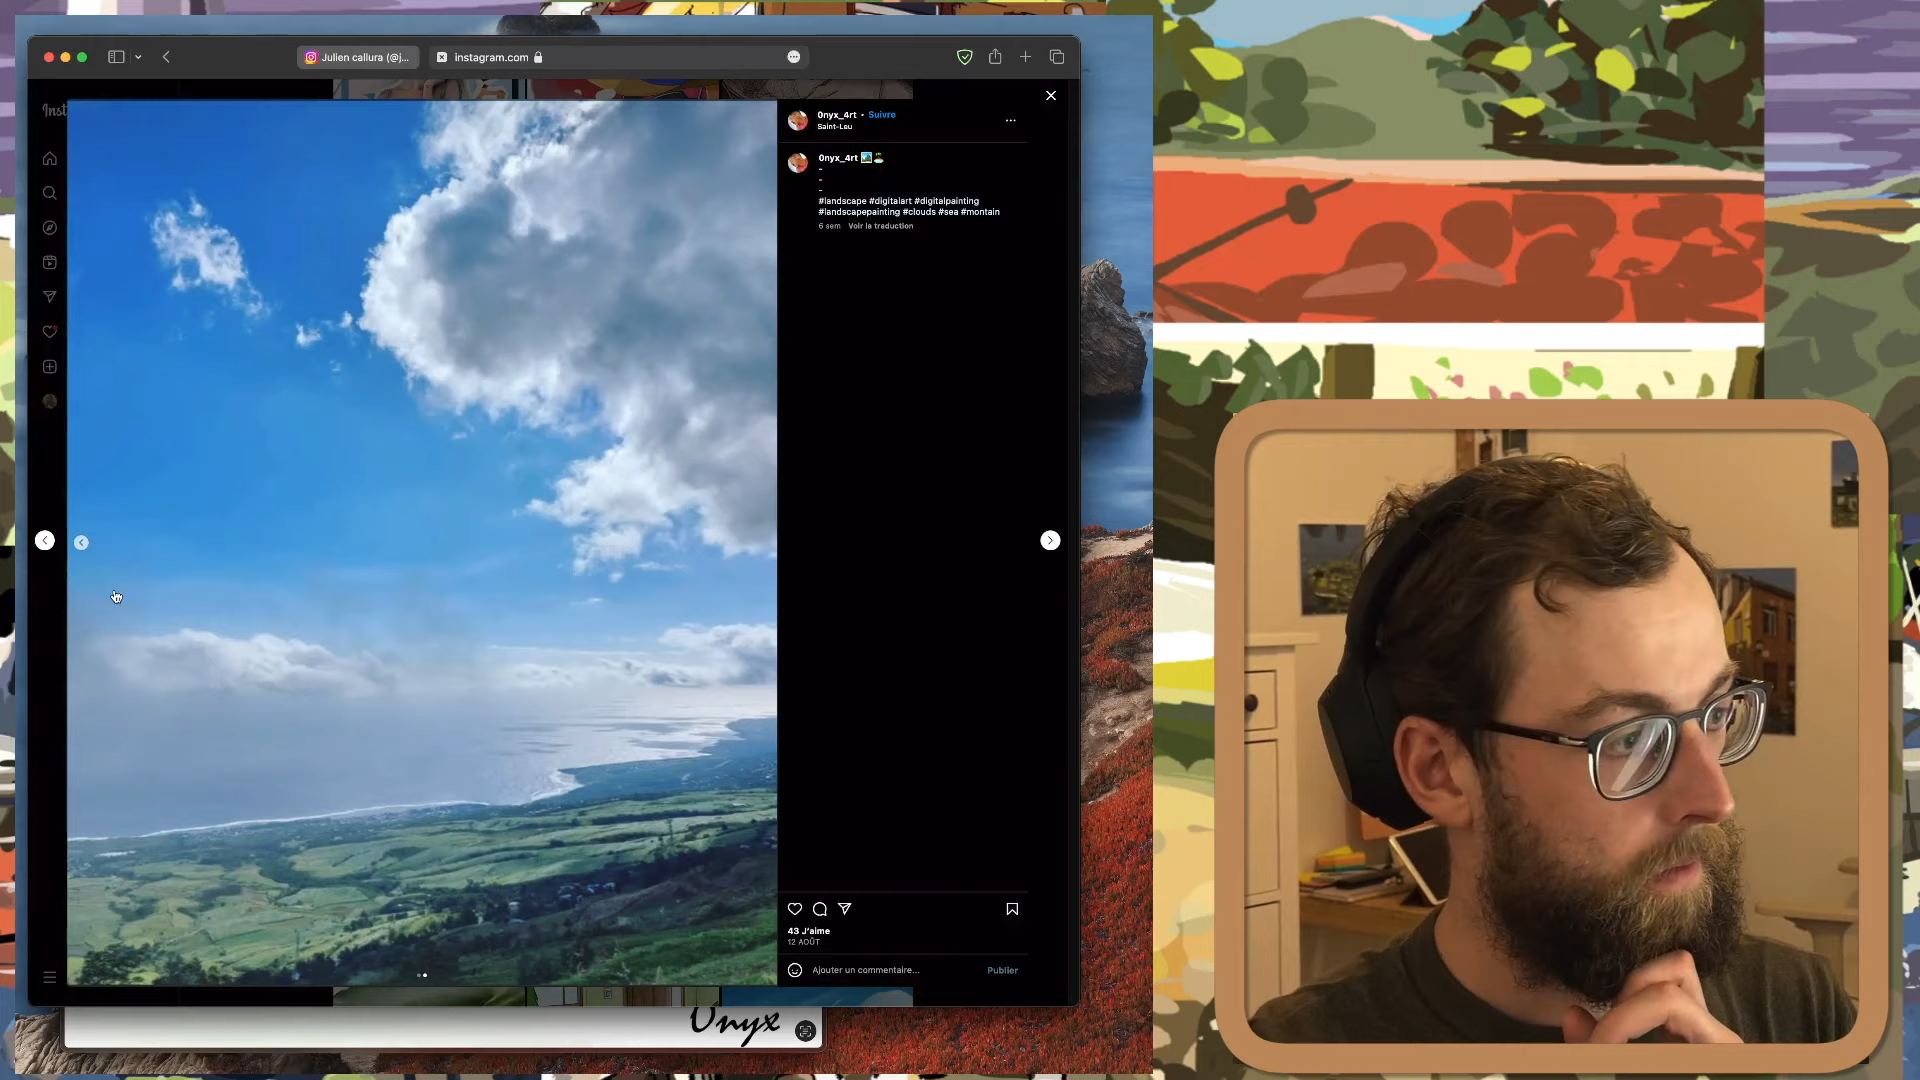 Julien callura (@j...
instagram.com
Inst
0nyx_4rt • Suivre
Saint-Leu
0nyx_4rt
-
-
-
#landscape #digitalart #digitalpainting
#landscapepainting #clouds #sea #montain
6 sem Voir la traduction
43 J’aime
12 AOÛT
Ajouter un commentaire... Publier
Onyx